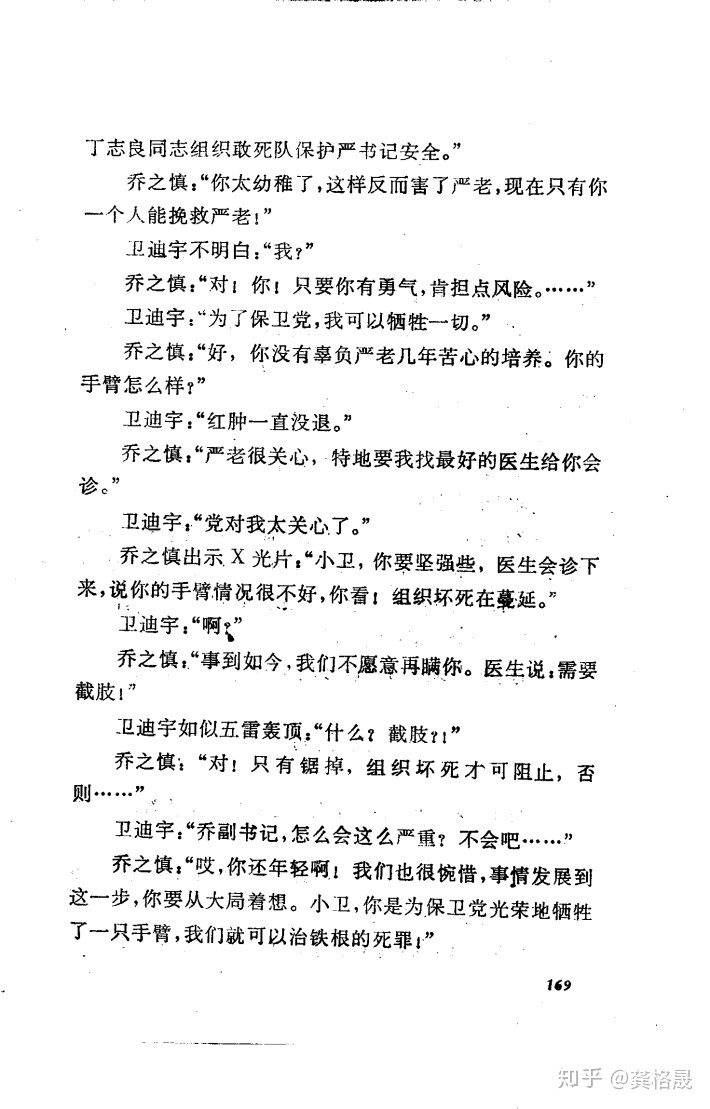 丁志良同志组织敢死队保护严书记安全。”
乔之慎:“你太幼稚了,这样反而害了严老,现在只有你
一个人能挽救严老!”
卫迪宇不明白:“我?”
乔之慎:“对! 你! 只要你有勇气,肯担点风险。……”
卫迪宇:“为了保卫党,我可以牺牲一切。”
乔之慎:“好, 你没有辜负严老几年苦心的培养。你的
手臂怎么样?”
卫迪宇:“红肿一直没退。”
乔之慎:“严老很关心, 特地要我找最好的医生给你会
诊。”
卫迪宇:“党对我太关心了。”
乔之慎出示 X 光片:“小卫, 你要坚强些, 医生会诊下
来,说你的手臂情况很不好,你看! 组织坏死在蔓延。”
卫迪宇:“啊?”
乔之慎:“事到如今,我们不愿意再瞒你。医生说:需要
截肢!”
卫迪宇如似五雷轰顶:“什么? 截肢?!”
乔之慎: “对! 只有锯掉, 组织坏死才可阻止, 否
则……”
卫迪宇:“乔副书记,怎么会这么严重? 不会吧……”
乔之慎:“哎,你还年轻啊! 我们也很惋惜,事情发展到
这一步,你要从大局着想。小卫,你是为保卫党光荣地牺牲
了一只手臂,我们就可以治铁根的死罪!”
169
知乎 @龚格晟